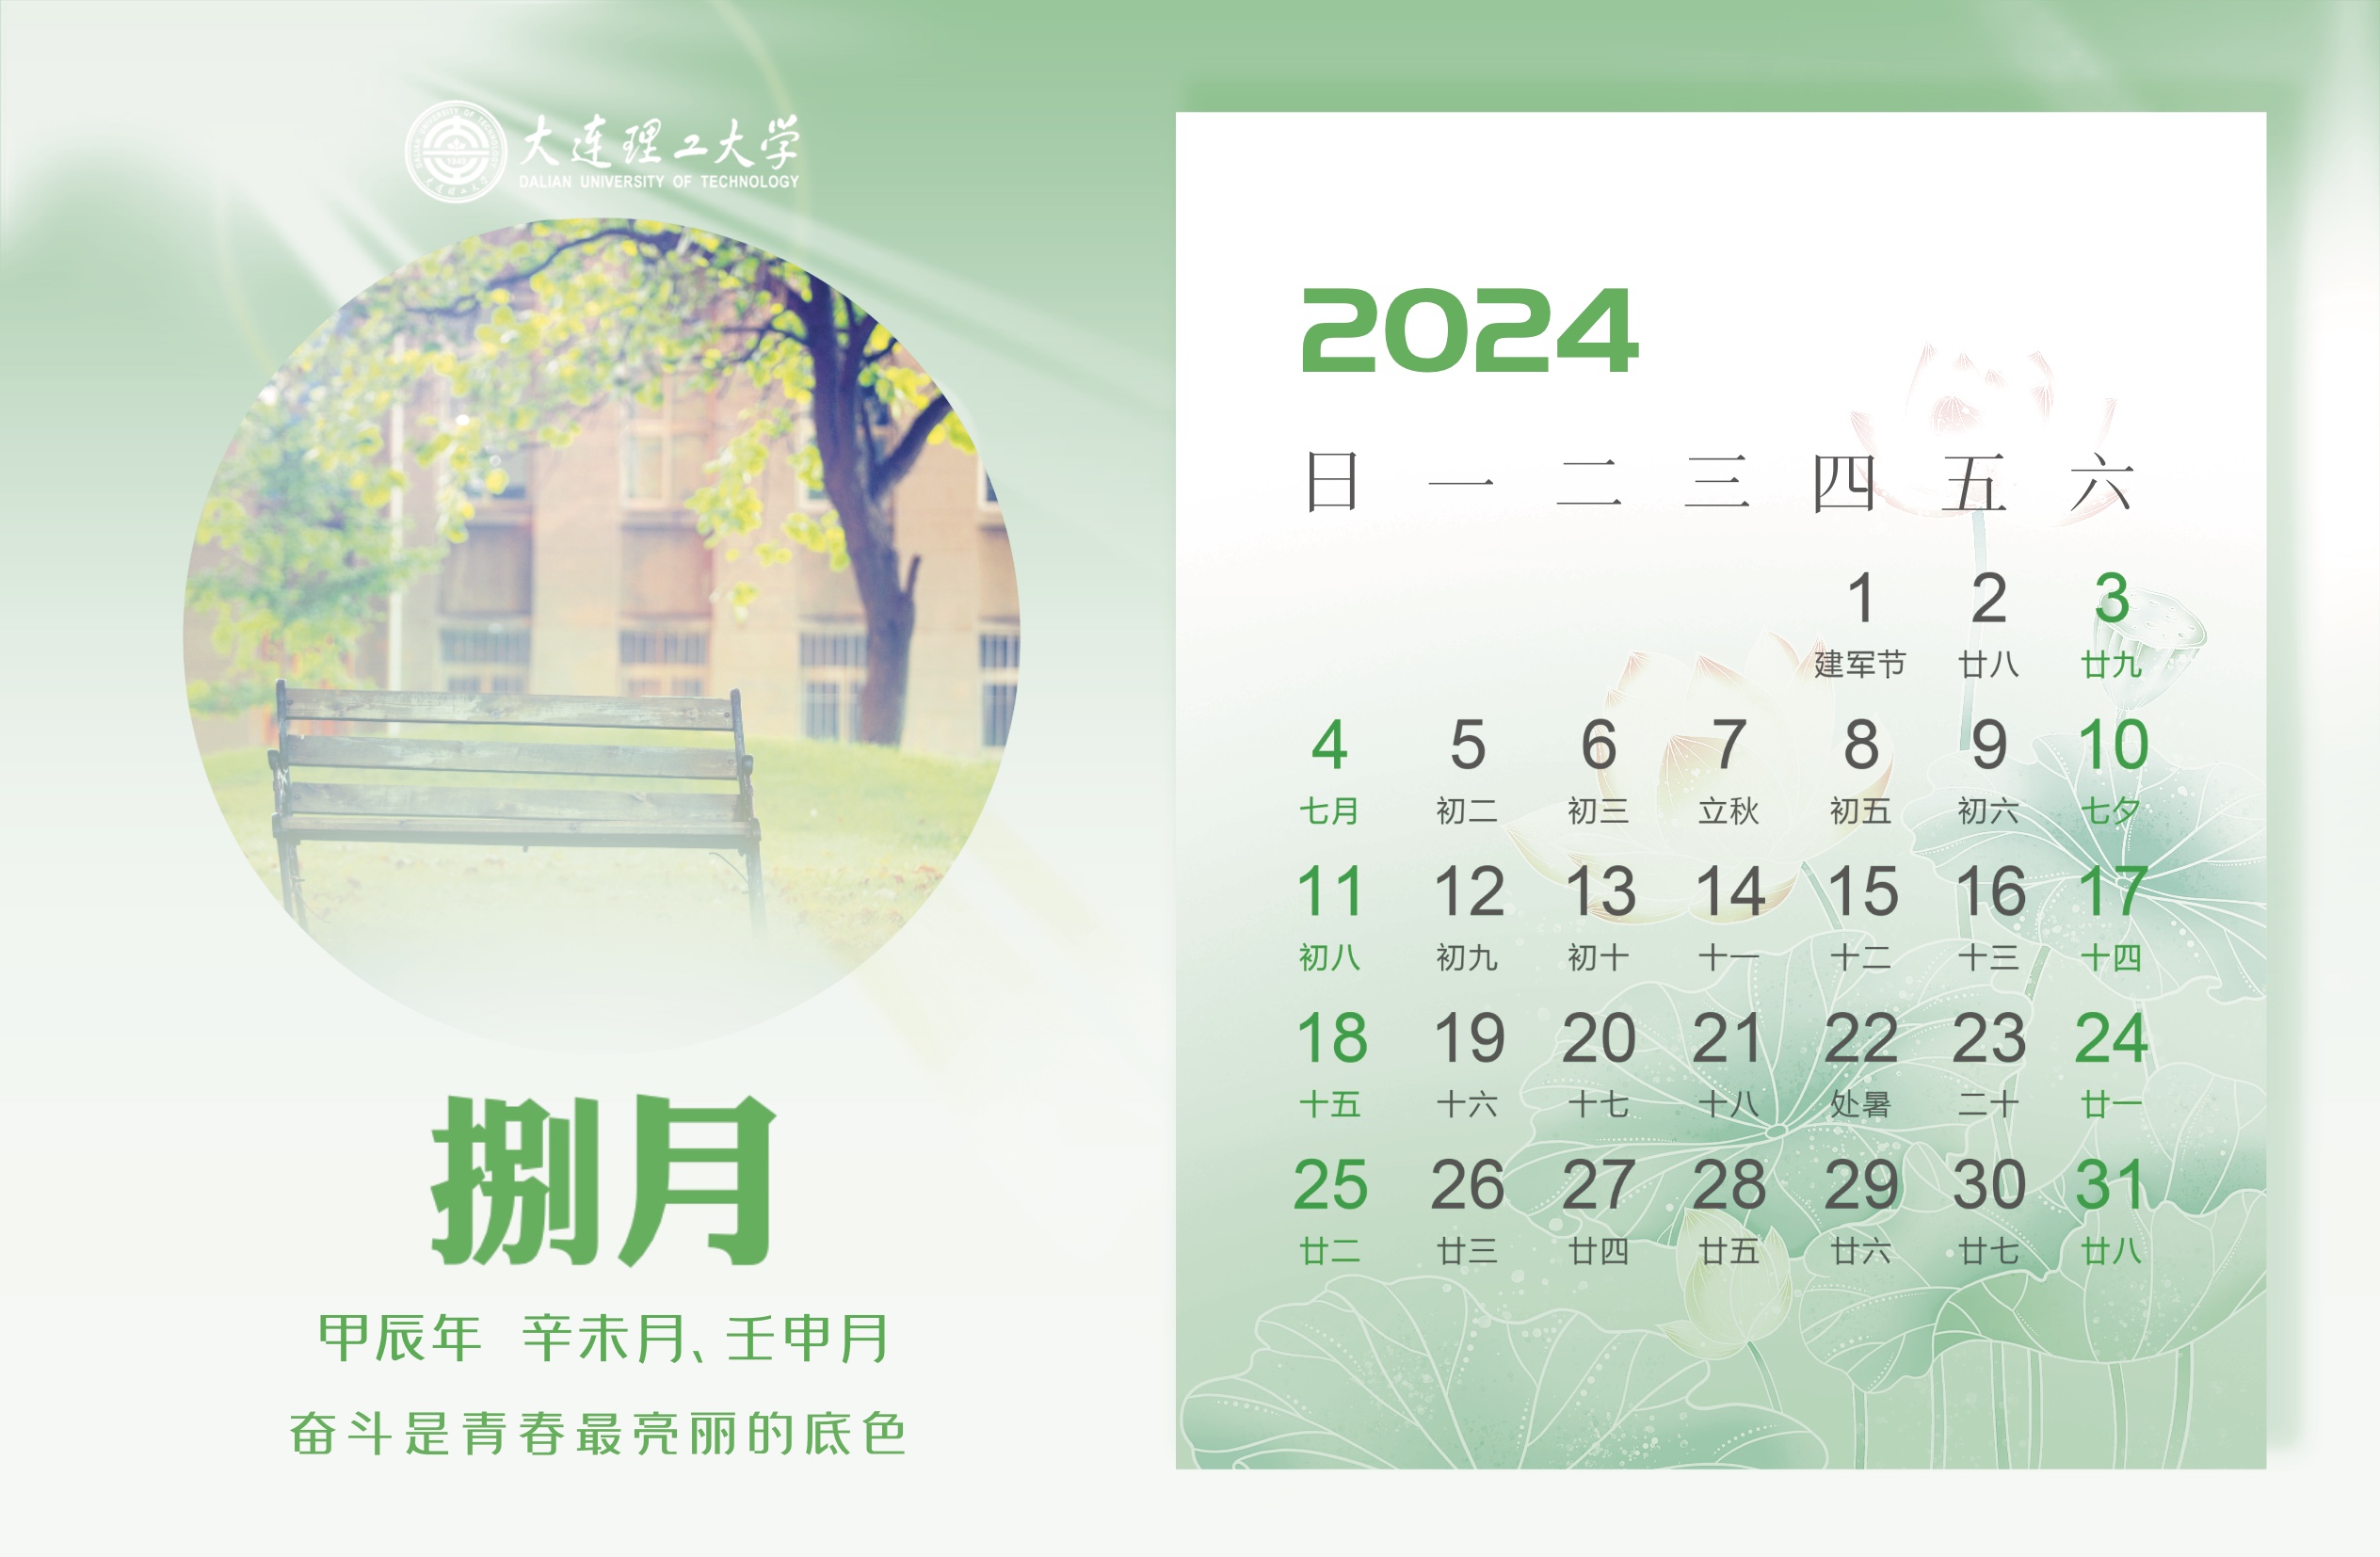 大连理工大学
DALIAN UNIVERSITY OF TECHNOLOGY
捌月
甲辰年 辛未月、壬申月
奋斗是青春最亮丽的底色
2024
日 一 二 三 四 五 六
1 2 3
建军节 廿八 廿九
4 5 6 7 8 9 10
七月 初二 初三 立秋 初五 初六 七夕
11 12 13 14 15 16 17
初八 初九 初十 十一 十二 十三 十四
18 19 20 21 22 23 24
十五 十六 十七 十八 处暑 二十 廿一
25 26 27 28 29 30 31
廿二 廿三 廿四 廿五 廿六 廿七 廿八